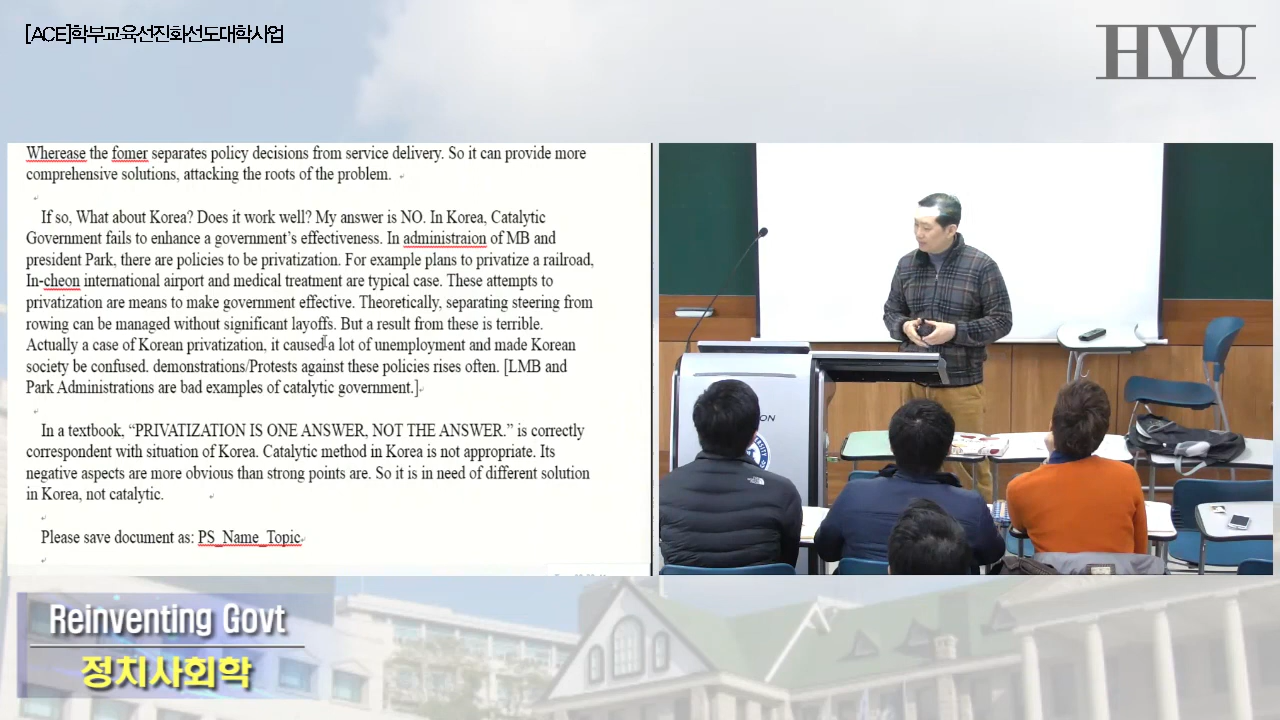 [ACE]학부교육선진화선도대학사업
HYU
Wherease the fomer separates policy decisions from service delivery. So it can provide more
comprehensive solutions, attacking the roots of the problem.
If so, What about Korea? Does it work well? My answer is NO. In Korea, Catalytic
Government fails to enhance a government's effectiveness. In administraion of MB and
president Park, there are policies to be privatization. For example plans to privatize a railroad,
In-cheon international airport and medical treatment are typical case. These attempts to
privatization are means to make government effective. Theoretically, separating steering from
rowing can be managed without significant layoffs. But a result from these is terrible.
Actually a case of Korean privatization, it caused a lot of unemployment and made Korean
society be confused. demonstrations/Protests against these policies rises often. [LMB and
Park Administrations are bad examples of catalytic government.]
In a textbook, “PRIVATIZATION IS ONE ANSWER, NOT THE ANSWER.” is correctly
correspondent with situation of Korea. Catalytic method in Korea is not appropriate. Its
negative aspects are more obvious than strong points are. So it is in need of different solution
in Korea, not catalytic.
Please save document as: PS_Name_Topic
Reinventing Govt
정치사회학